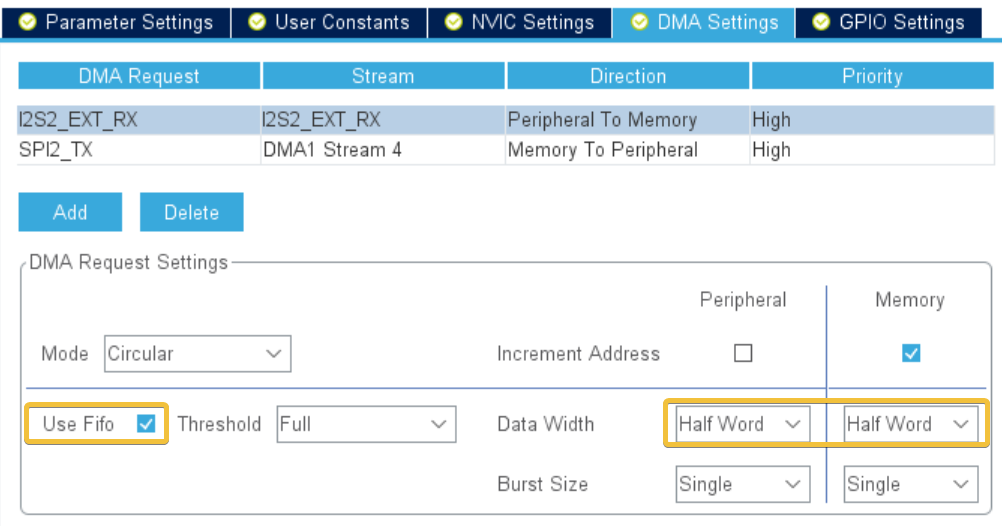 Parameter Settings User Constants NVIC Settings DMA Settings GPIO Settings
DMA Request Stream Direction Priority
I2S2_EXT_RX I2S2_EXT_RX Peripheral To Memory High
SPI2_TX DMA1 Stream 4 Memory To Peripheral High
Add Delete
DMA Request Settings
Peripheral Memory
Mode Circular Increment Address
Use Fifo Threshold Full Data Width Half Word Half Word
Burst Size Single Single